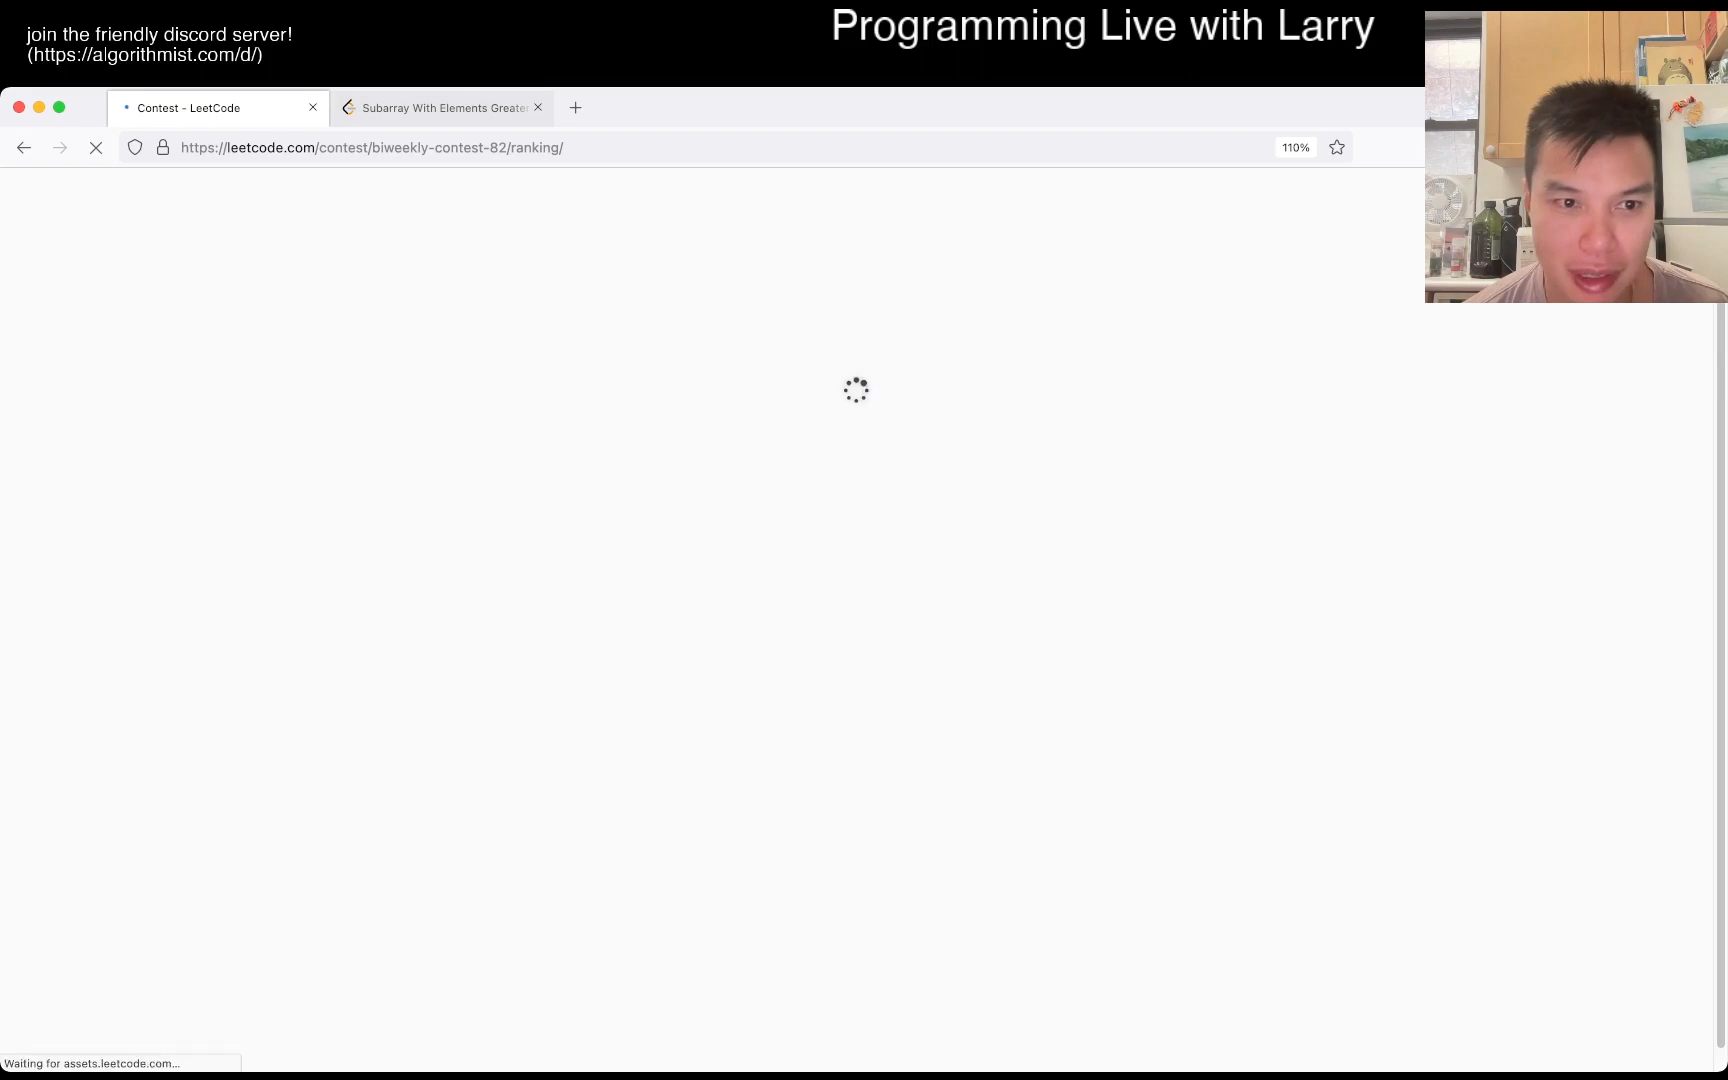 join the friendly discord server!
(https://algorithmist.com/d/)
Programming Live with Larry
Contest - LeetCode
Subarray With Elements Greater
https://leetcode.com/contest/biweekly-contest-82/ranking/
110%
Waiting for assets.leetcode.com...